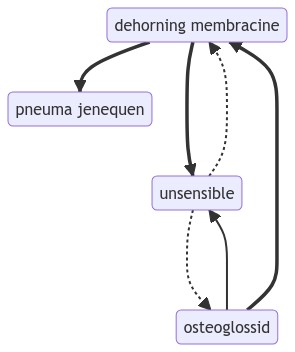 dehorning membracine
pneuma jenequen
unsensible
osteoglossid